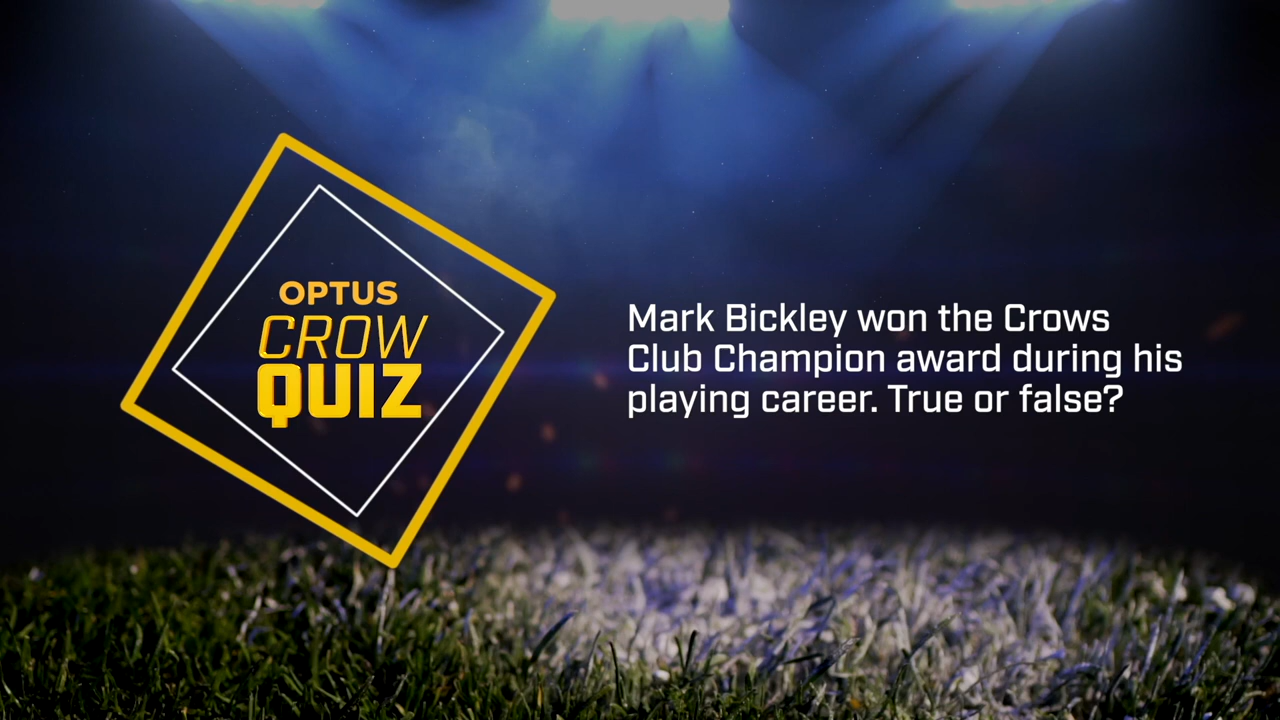 OPTUS
CROW
QUIZ
Mark Bickley won the Crows
Club Champion award during his
playing career. True or false?